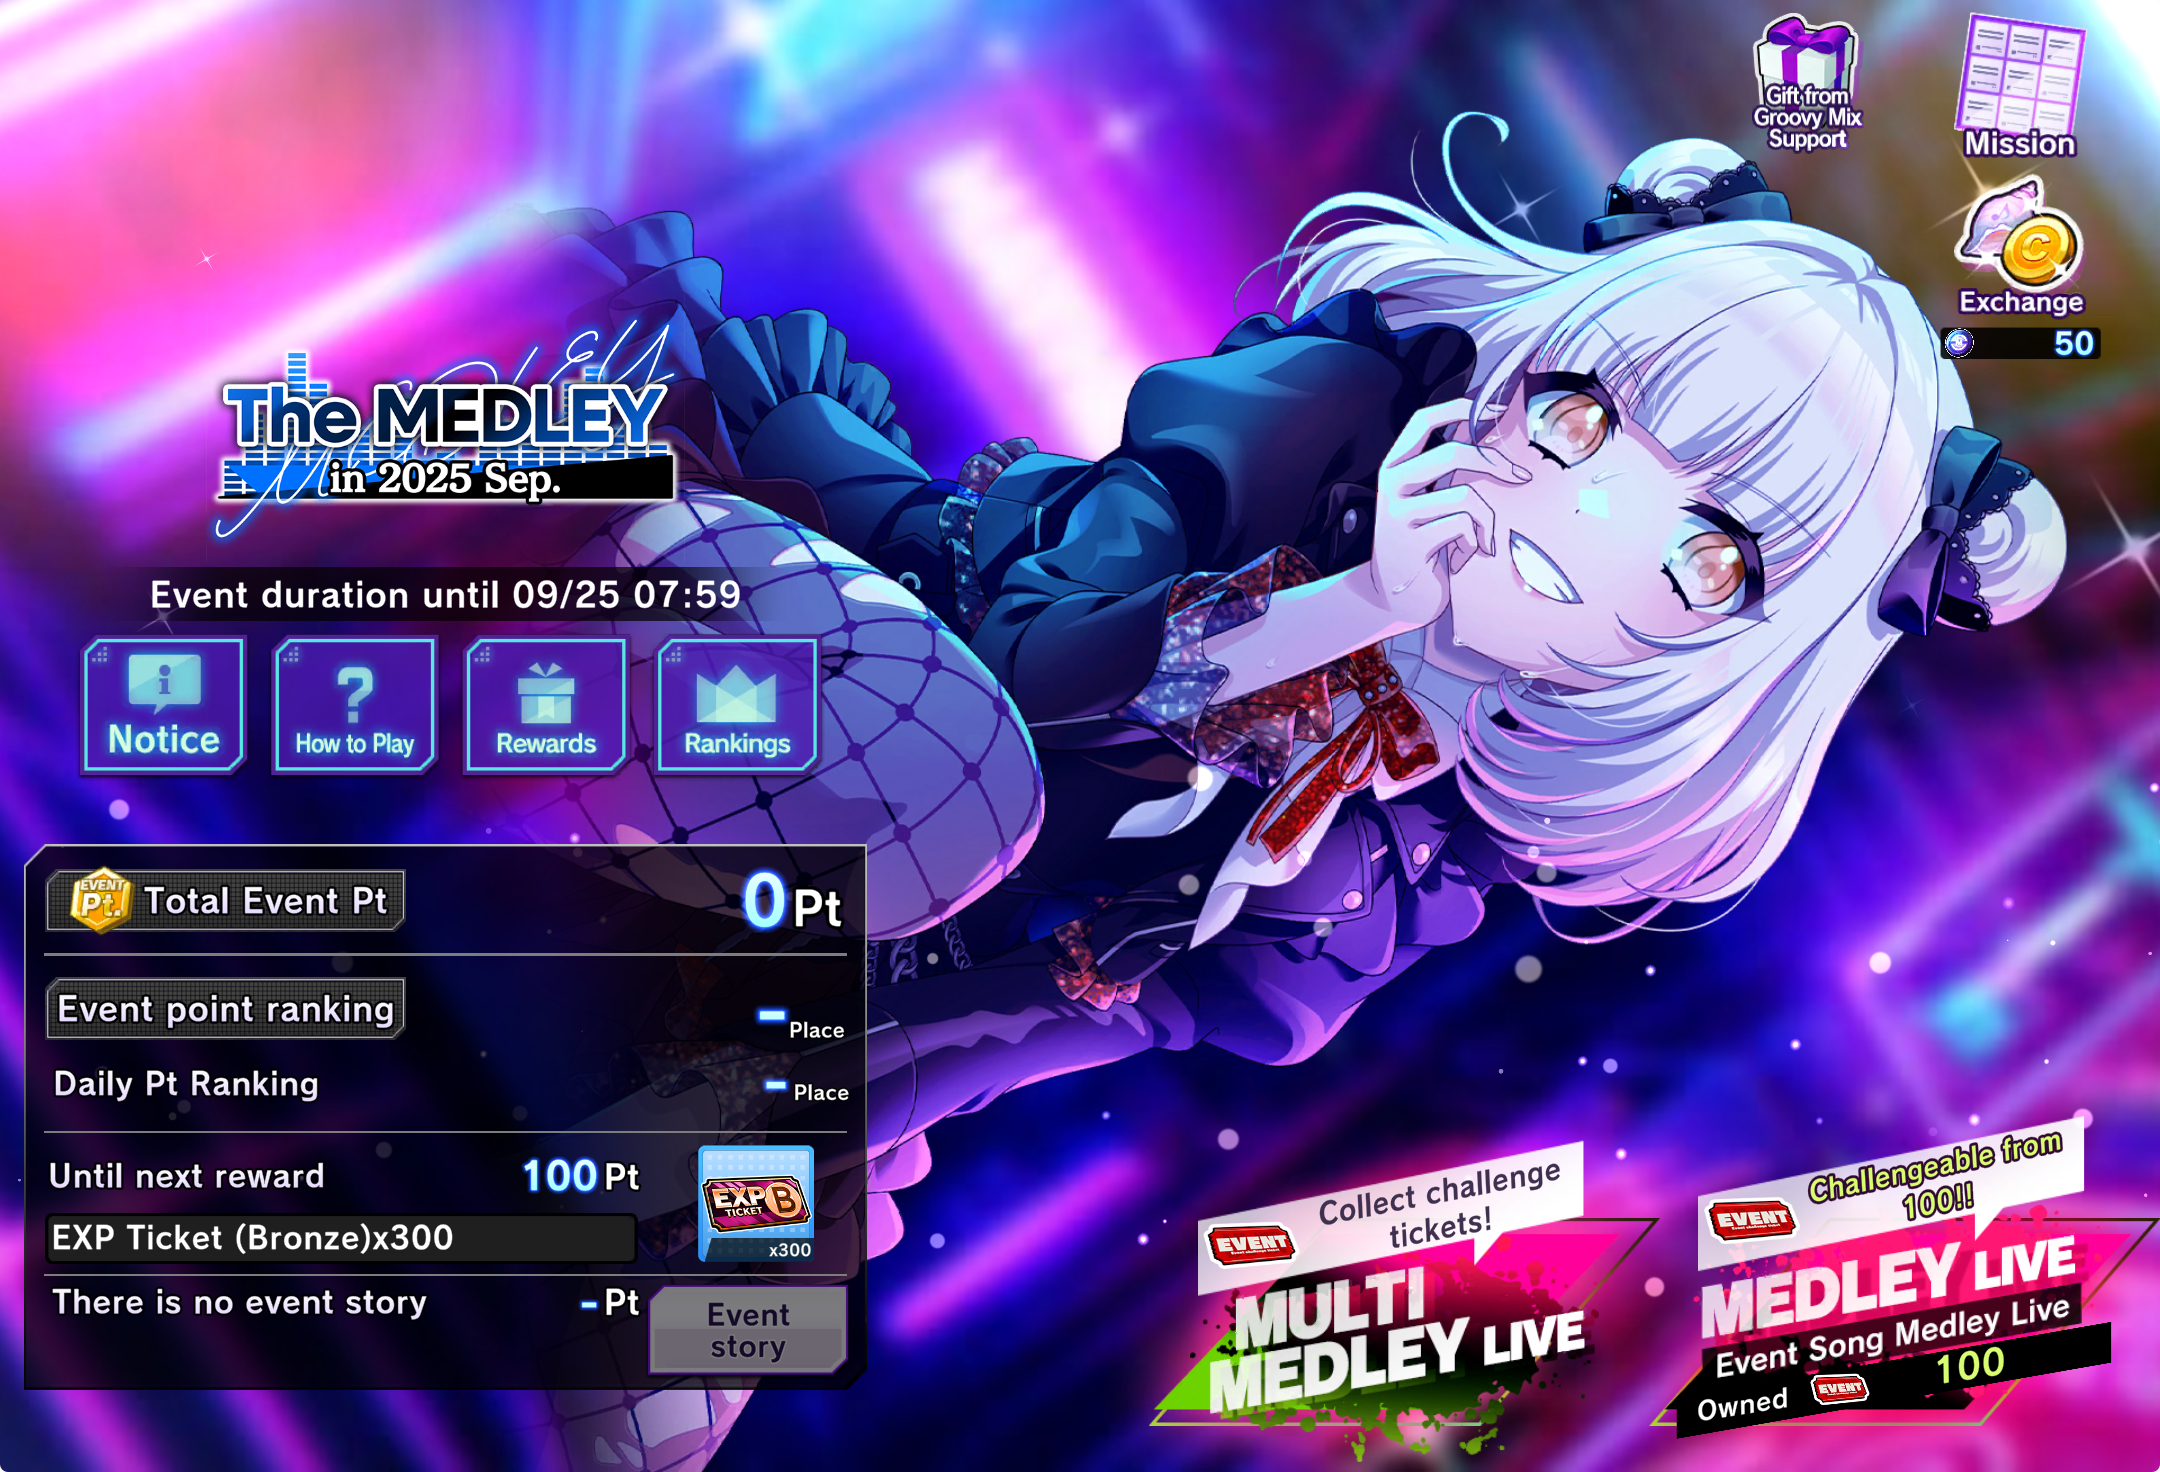 Gift from
Groovy Mix
Support
Mission
Exchange
50
The MEDLEY
in 2025 Sep.
Event duration until 09/25 07:59
Notice
How to Play
Rewards
Rankings
EVENT
Pt.
Total Event Pt
0 Pt
Event point ranking
- Place
Daily Pt Ranking
- Place
Until next reward
100 Pt
EXP
TICKET
B
x300
EXP Ticket (Bronze)x300
There is no event story
- Pt
Event
story
EVENT
Collect challenge
tickets!
MULTI
MEDLEY LIVE
EVENT
Challengeable from
100!!
MEDLEY LIVE
Event Song Medley Live
Owned
EVENT
100